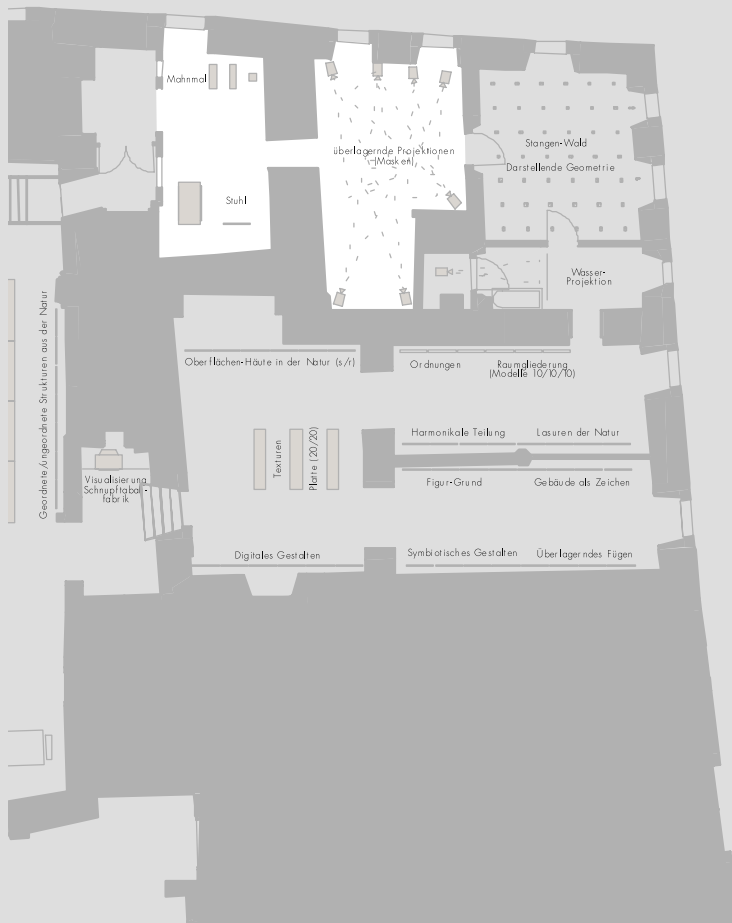 Mahnmal
Stuhl
überlagernde Projektionen
(Masken)
Stangen-Wald
Darstellende Geometrie
Wasser-
Projektion
Geordnete/ungeordnete Strukturen aus der Natur
Oberflächen-Häute in der Natur (s/r)
Ordnungen
Raumgliederung
(Modelle 10/10/10)
Texturen
Platte (20/20)
Harmonikale Teilung
Lasuren der Natur
Figur-Grund
Gebäude als Zeichen
Visualisierung
Schnupftabak-
fabrik
Digitales Gestalten
Symbiotisches Gestalten
Überlagerndes Fügen